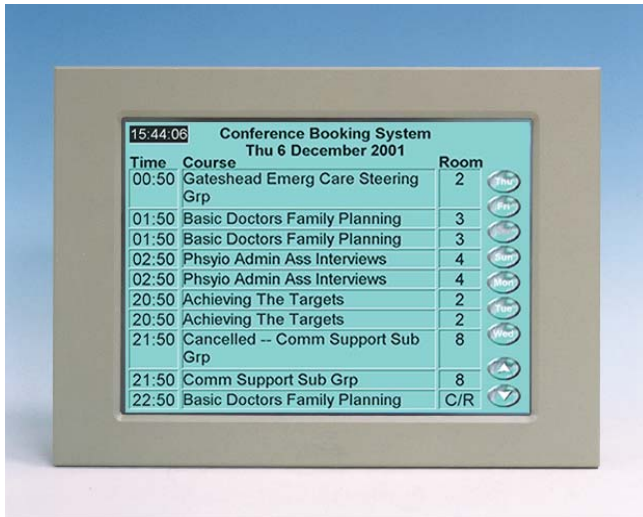 15:44:06 Conference Booking System
Thu 6 December 2001
Time Course Room
00:50 Gateshead Emerg Care Steering 2
Grp
01:50 Basic Doctors Family Planning 3
01:50 Basic Doctors Family Planning 3
02:50 Phsyio Admin Ass Interviews 4
02:50 Phsyio Admin Ass Interviews 4
20:50 Achieving The Targets 2
20:50 Achieving The Targets 2
21:50 Cancelled -- Comm Support Sub 8
Grp
21:50 Comm Support Sub Grp 8
22:50 Basic Doctors Family Planning C/R
Thu
Fri
Sun
Mon
Tue
Wed